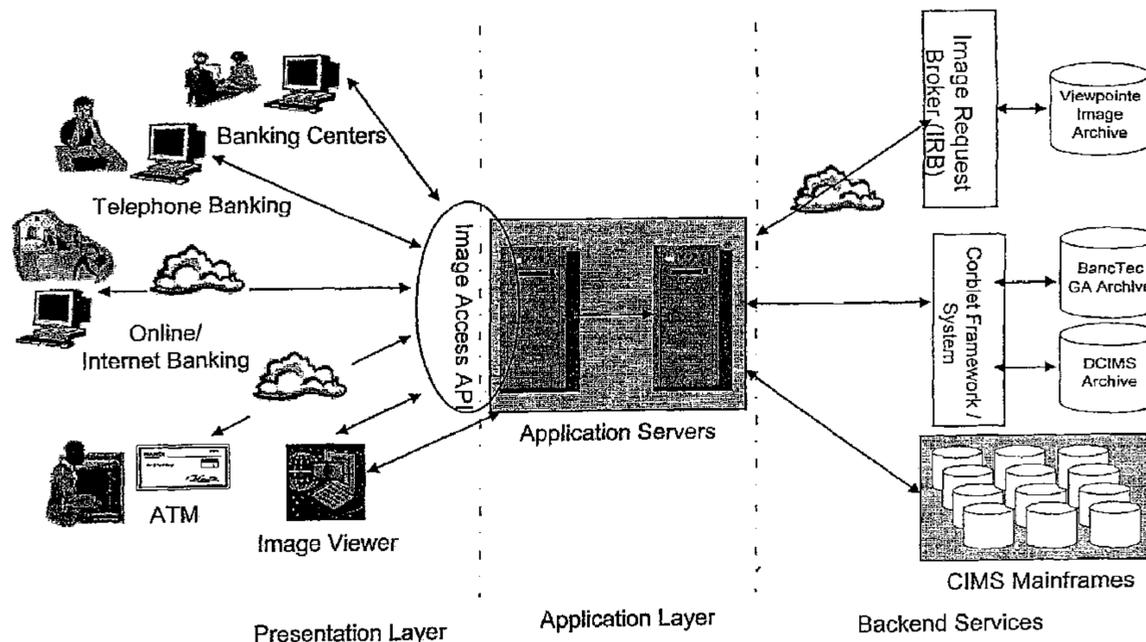 Banking Centers
Telephone Banking
Online/
Internet Banking
ATM
Image Viewer
Image Access API
Application Servers
Image Request
Broker (IRB)
Viewpointe
Image
Archive
Corblet Framework /
System
BancTec
GA Archive
DCIMS
Archive
CIMS Mainframes
Presentation Layer
Application Layer
Backend Services